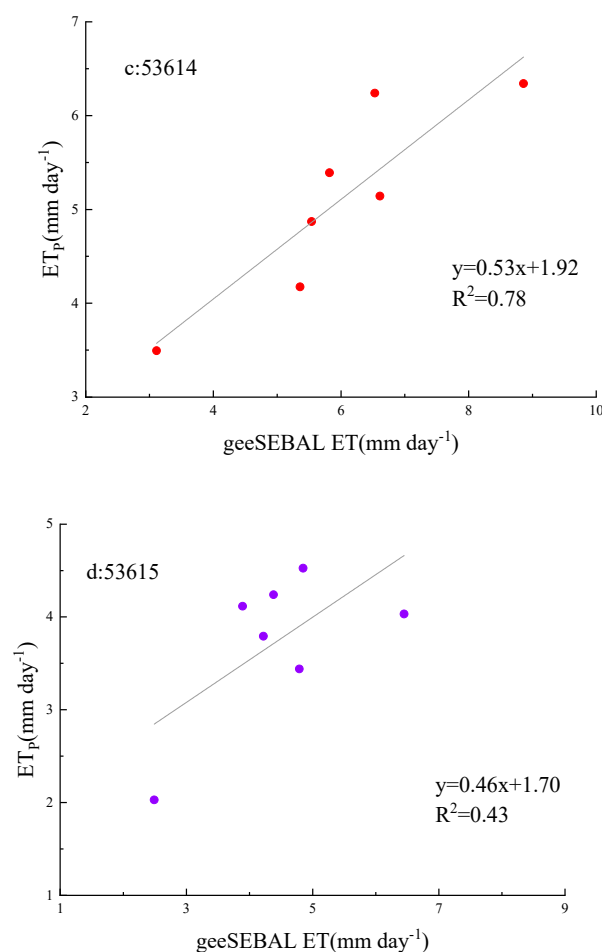 7
c:53614
6
ETP(mm day-1)
5
y=0.53x+1.92
4
R2=0.78
3
2 4 6 8 10
geeSEBAL ET(mm day-1)
5
d:53615
4
ETP(mm day-1)
3
2
y=0.46x+1.70
R2=0.43
1
1 3 5 7 9
geeSEBAL ET(mm day-1)